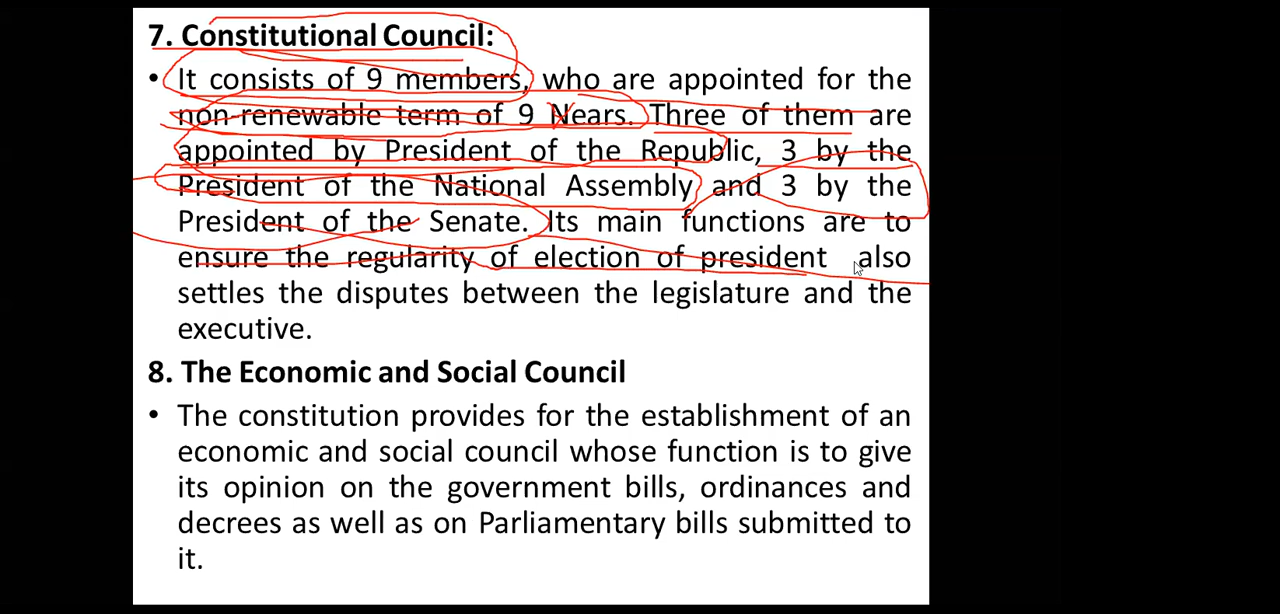 7. Constitutional Council:
• It consists of 9 members, who are appointed for the
non-renewable term of 9 Years. Three of them are
appointed by President of the Republic, 3 by the
President of the National Assembly and 3 by the
President of the Senate. Its main functions are to
ensure the regularity of election of president also
settles the disputes between the legislature and the
executive.
8. The Economic and Social Council
• The constitution provides for the establishment of an
economic and social council whose function is to give
its opinion on the government bills, ordinances and
decrees as well as on Parliamentary bills submitted to
it.